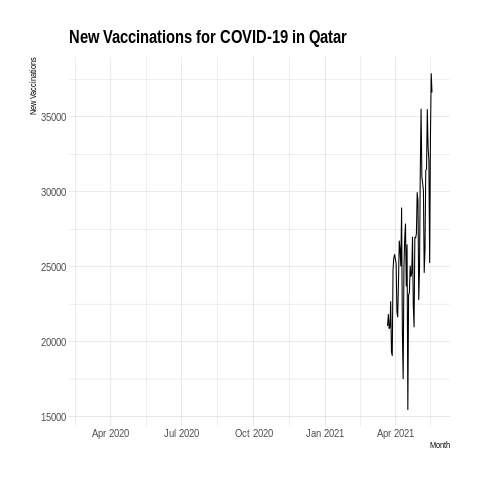 New Vaccinations for COVID-19 in Qatar
New Vaccinations
35000
30000
25000
20000
15000
Apr 2020 Jul 2020 Oct 2020 Jan 2021 Apr 2021
Month